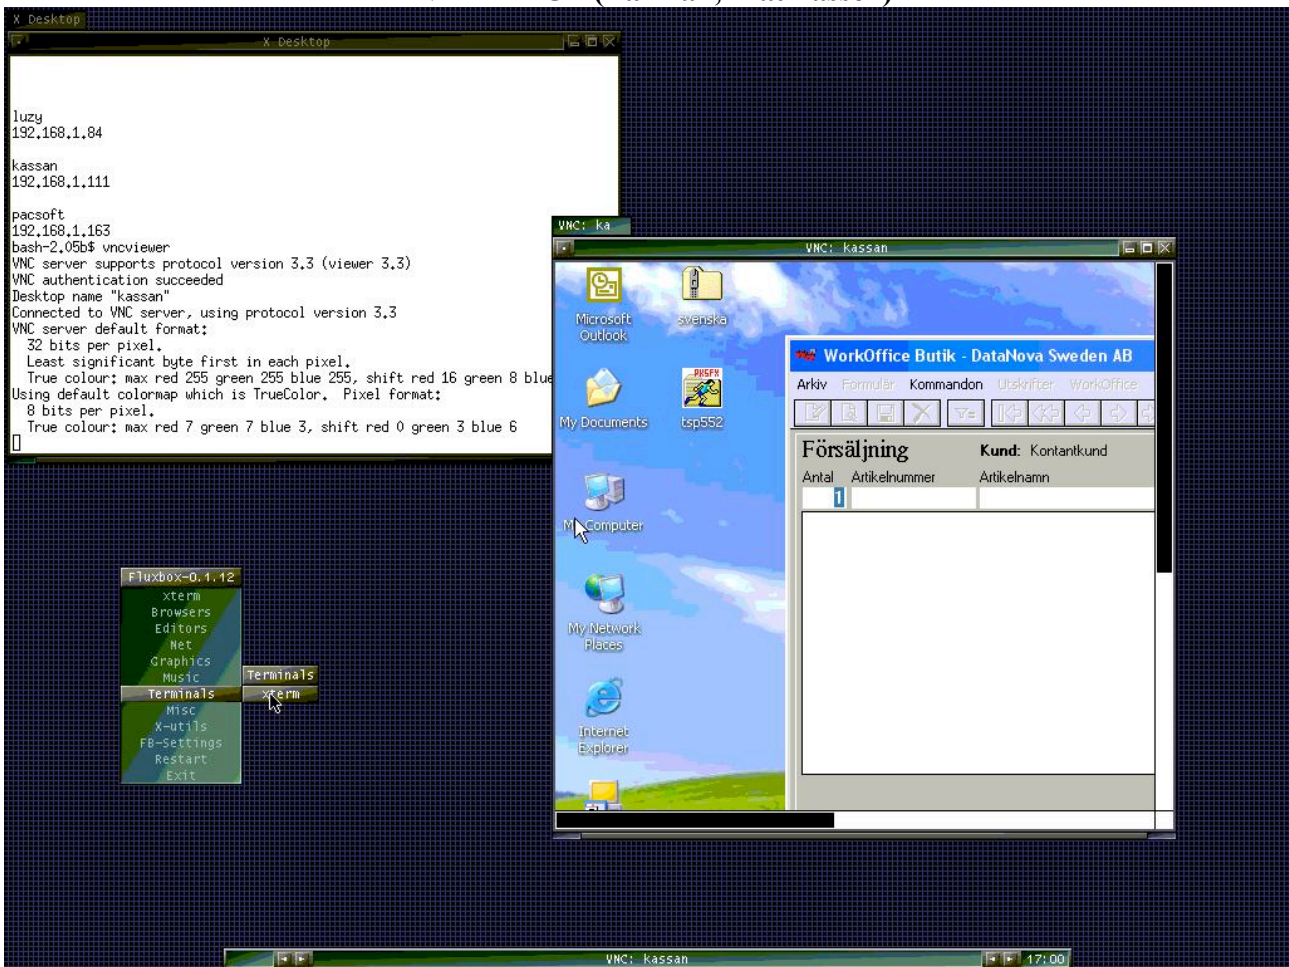 X Desktop
X Desktop
luzy
192.168.1.84
kassan
192.168.1.111
pacsoft
192.168.1.163
bash-2.05b$ vncviewer
VNC server supports protocol version 3.3 (viewer 3.3)
VNC authentication succeeded
Desktop name "kassan"
Connected to VNC server, using protocol version 3.3
VNC server default format:
32 bits per pixel.
Least significant byte first in each pixel.
True colour: max red 255 green 255 blue 255, shift red 16 green 8 blue
Using default colormap which is TrueColor. Pixel format:
8 bits per pixel.
True colour: max red 7 green 7 blue 3, shift red 0 green 3 blue 6
VNC: ka
VNC: kassan
Microsoft Outlook
svenska
My Documents
PKSFX
tsp552
My Computer
My Network Places
Internet Explorer
WorkOffice Butik - DataNova Sweden AB
Arkiv Formulär Kommandon Utskrifter WorkOffice
Försäljning Kund: Kontantkund
Antal Artikelnummer Artikelnamn
1
Fluxbox-0.1.12
xterm
Browsers
Editors
Net
Graphics
Music
Terminals
Misc
X-utils
FB-Settings
Restart
Exit
Terminals
xterm
VNC: kassan
17:00